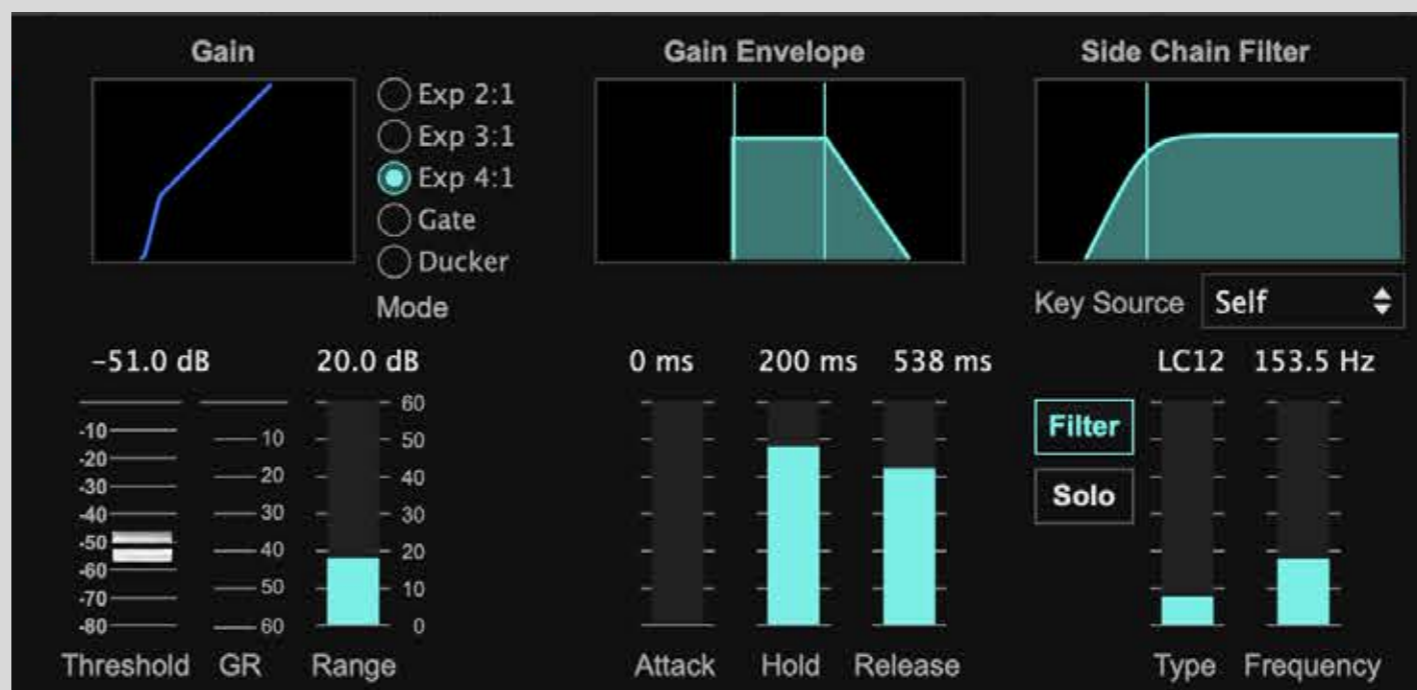 Gain
Exp 2:1
Exp 3:1
Exp 4:1
Gate
Ducker
Mode
-51.0 dB 20.0 dB
-10
-20
-30
-40
-50
-60
-70
-80
10
20
30
40
50
60
60
50
40
30
20
10
0
Threshold GR Range
Gain Envelope
0 ms 200 ms 538 ms
Attack Hold Release
Side Chain Filter
Key Source Self
LC12 153.5 Hz
Filter
Solo
Type Frequency